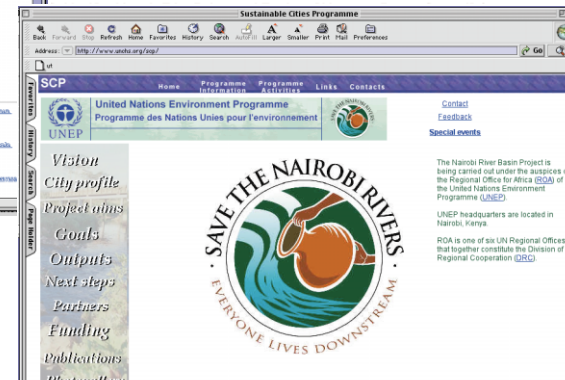 Sustainable Cities Programme
Back Forward Stop Refresh Home Favorites History Search AutoFill Larger Smaller Print Mail Preferences
Address: http://www.unchs.org/scp/
Go
ut
SCP
Home Programme Information Programme Activities Links Contacts
Favorites
History
Search
Page Holder
United Nations Environment Programme
Programme des Nations Unies pour l'environnement
UNEP
Contact
Feedback
Special events
Vision
City profile
Project aims
Goals
Outputs
Next steps
Partners
Funding
Publications
SAVE THE NAIROBI RIVERS
EVERYONE LIVES DOWNSTREAM
The Nairobi River Basin Project is
being carried out under the auspices
the Regional Office for Africa (ROA) of
the United Nations Environment
Programme (UNEP).
UNEP headquarters are located in
Nairobi, Kenya.
ROA is one of six UN Regional Offices
that together constitute the Division of
Regional Cooperation (DRC).